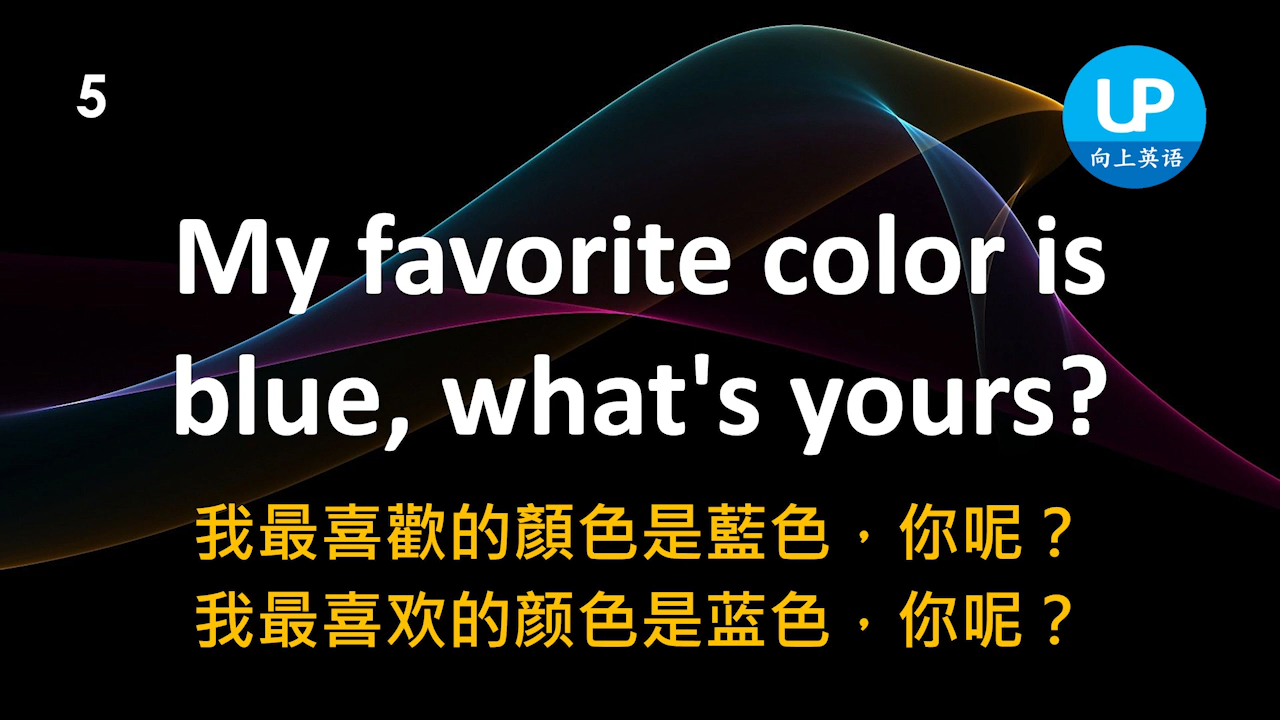 5
UP
向上英语
My favorite color is
blue, what's yours?
我最喜歡的顏色是藍色，你呢？
我最喜欢的颜色是蓝色，你呢？